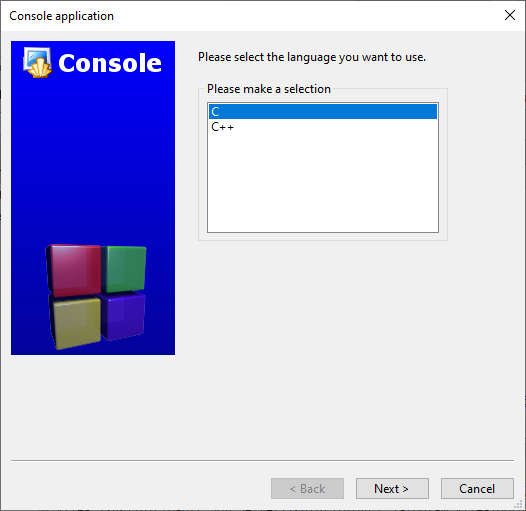 Console application
Console
Please select the language you want to use.
Please make a selection
C
C++
< Back
Next >
Cancel